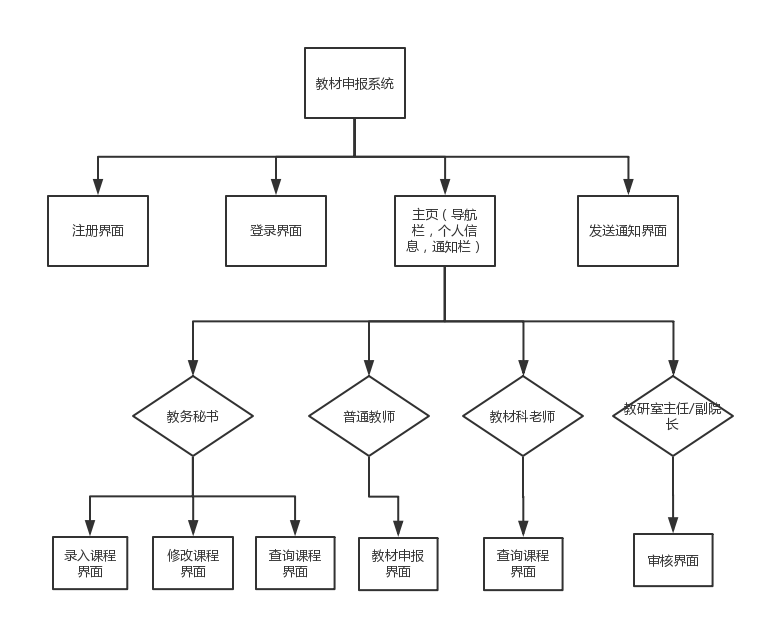 教材申报系统
注册界面
登录界面
主页（导航
栏，个人信
息，通知栏）
发送通知界面
教务秘书
普通教师
教材科老师
教研室主任/副院
长
录入课程
界面
修改课程
界面
查询课程
界面
教材申报
界面
查询课程
界面
审核界面